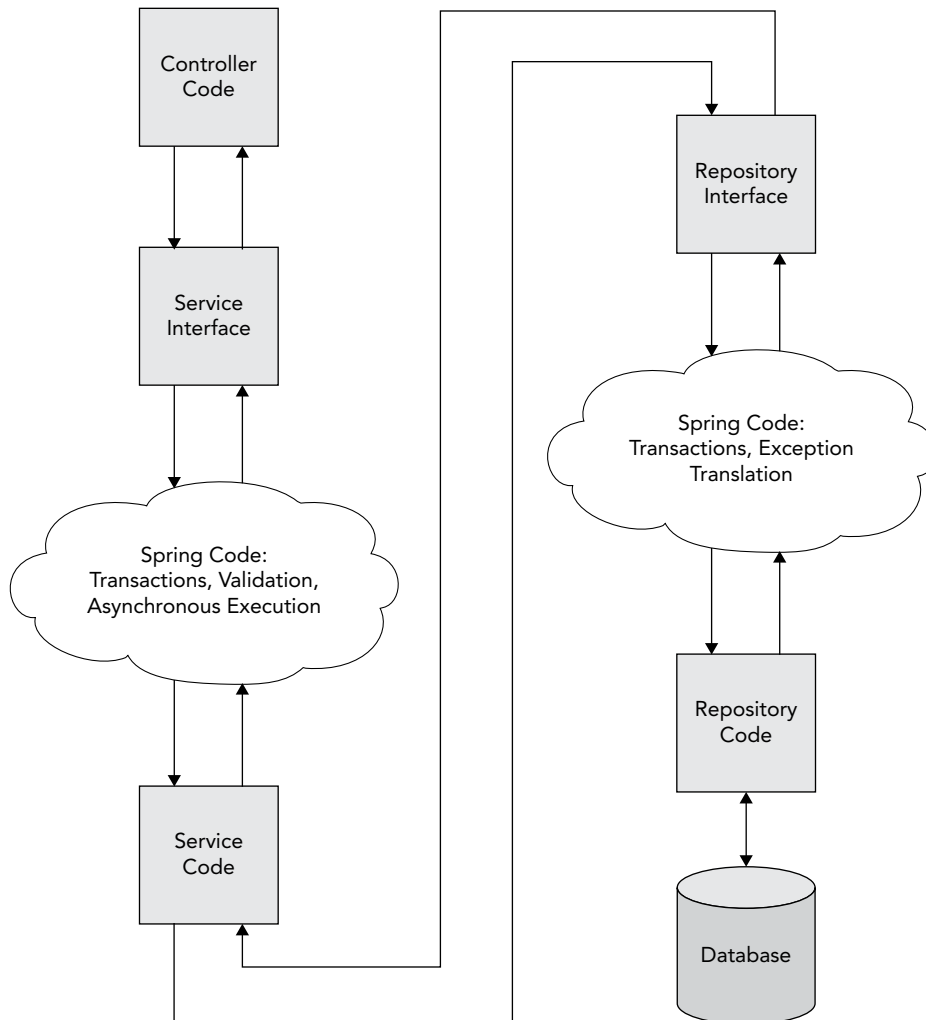 Controller
Code
Service
Interface
Spring Code:
Transactions, Validation,
Asynchronous Execution
Service
Code
Repository
Interface
Spring Code:
Transactions, Exception
Translation
Repository
Code
Database